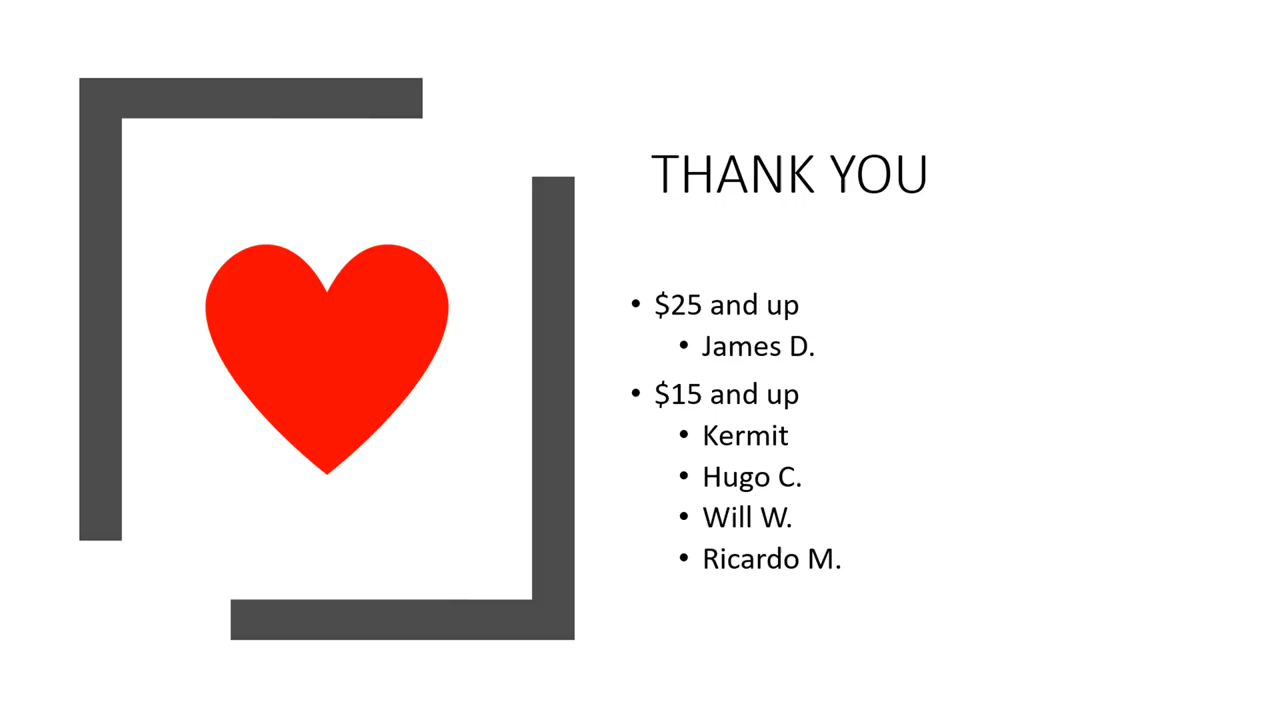 THANK YOU
• $25 and up
• James D.
• $15 and up
• Kermit
• Hugo C.
• Will W.
• Ricardo M.